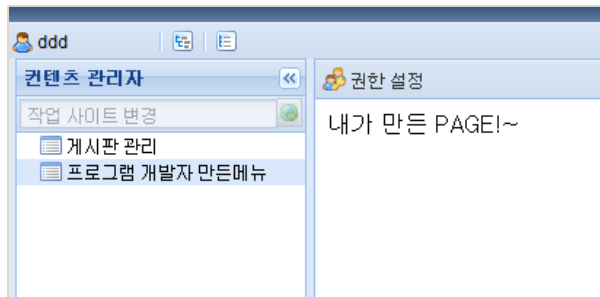 ddd
컨텐츠 관리자
작업 사이트 변경
게시판 관리
프로그램 개발자 만든메뉴
권한 설정
내가 만든 PAGE!~